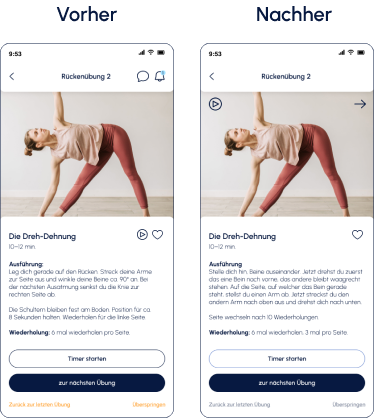 Vorher
9:53
Rückenübung 2
Die Dreh-Dehnung
10–12 min.
Ausführung:
Leg dich gerade auf den Rücken. Streck deine Arme
zur Seite aus und winkle deine Beine ca. 90° an. Bei
der nächsten Ausatmung senkst du die Knie zur
rechten Seite ab.
Die Schultern bleiben fest am Boden. Position für ca.
8 Sekunden halten. Wiederholen für die linke Seite.
Wiederholung: 6 mal wiederholen pro Seite.
Timer starten
zur nächsten Übung
Zurück zur letzten Übung
Überspringen
Nachher
9:53
Rückenübung 2
Die Dreh-Dehnung
10–12 min.
Ausführung
Stelle dich hin. Beine auseinander. Jetzt drehst du zuerst
das eine Bein nach vorne, das andere bleibt waagrecht
stehen. Auf die Seite, auf welcher das Bein gerade
steht, stellst du einen Arm ab. Jetzt streckst du den
andern Arm nach oben aus und drehst dich nach unten.
Seite wechseln nach 10 Wiederholungen.
Wiederholung: 6 mal wiederholen, 3 mal pro Seite.
Timer starten
zur nächsten Übung
Zurück zur letzten Übung
Überspringen